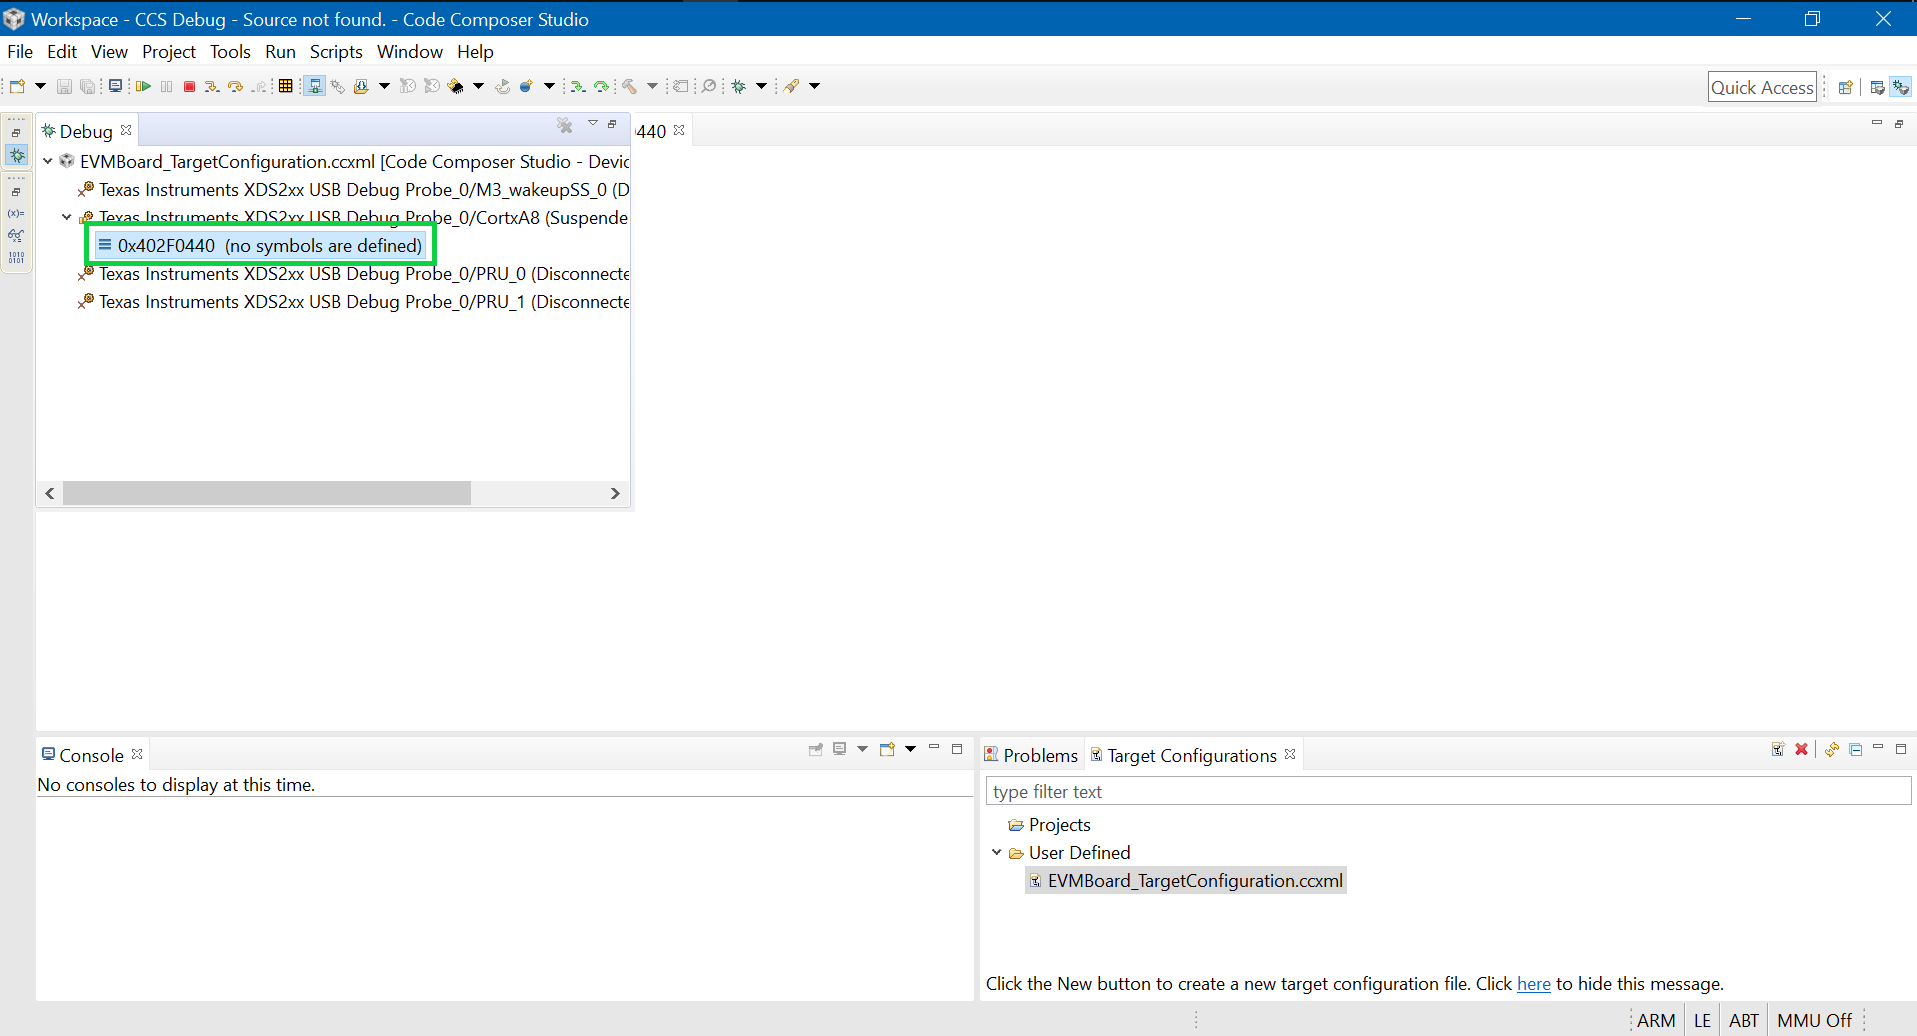 Workspace - CCS Debug - Source not found. - Code Composer Studio
File Edit View Project Tools Run Scripts Window Help
Quick Access
Debug
440
EVMBoard_TargetConfiguration.ccxml [Code Composer Studio - Devic
Texas Instruments XDS2xx USB Debug Probe_0/M3_wakeupSS_0 (D
Texas Instruments XDS2xx USB Debug Probe_0/CortxA8 (Suspende
0x402F0440 (no symbols are defined)
Texas Instruments XDS2xx USB Debug Probe_0/PRU_0 (Disconnecte
Texas Instruments XDS2xx USB Debug Probe_0/PRU_1 (Disconnecte
(x)=
1010
0101
Console
No consoles to display at this time.
Problems Target Configurations
type filter text
Projects
User Defined
EVMBoard_TargetConfiguration.ccxml
Click the New button to create a new target configuration file. Click here to hide this message.
ARM LE ABT MMU Off